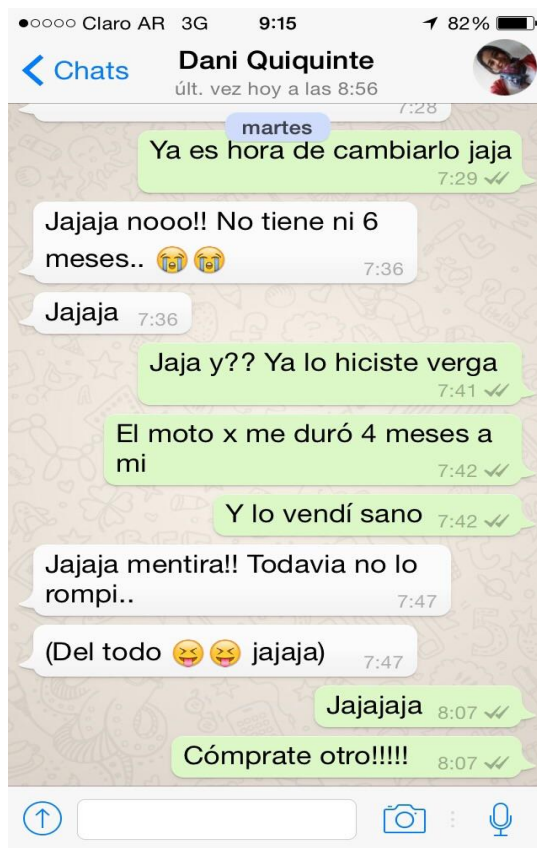 Claro AR 3G 9:15 82%
Chats
Dani Quiquinte
últ. vez hoy a las 8:56
7:28
martes
Ya es hora de cambiarlo jaja
7:29
Jajaja nooo!! No tiene ni 6
meses.. 😭😭 7:36
Jajaja 7:36
Jaja y?? Ya lo hiciste verga
7:41
El moto x me duró 4 meses a
mi 7:42
Y lo vendí sano 7:42
Jajaja mentira!! Todavia no lo
rompi.. 7:47
(Del todo 😝😝 jajaja) 7:47
Jajajaja 8:07
Cómprate otro!!!!! 8:07